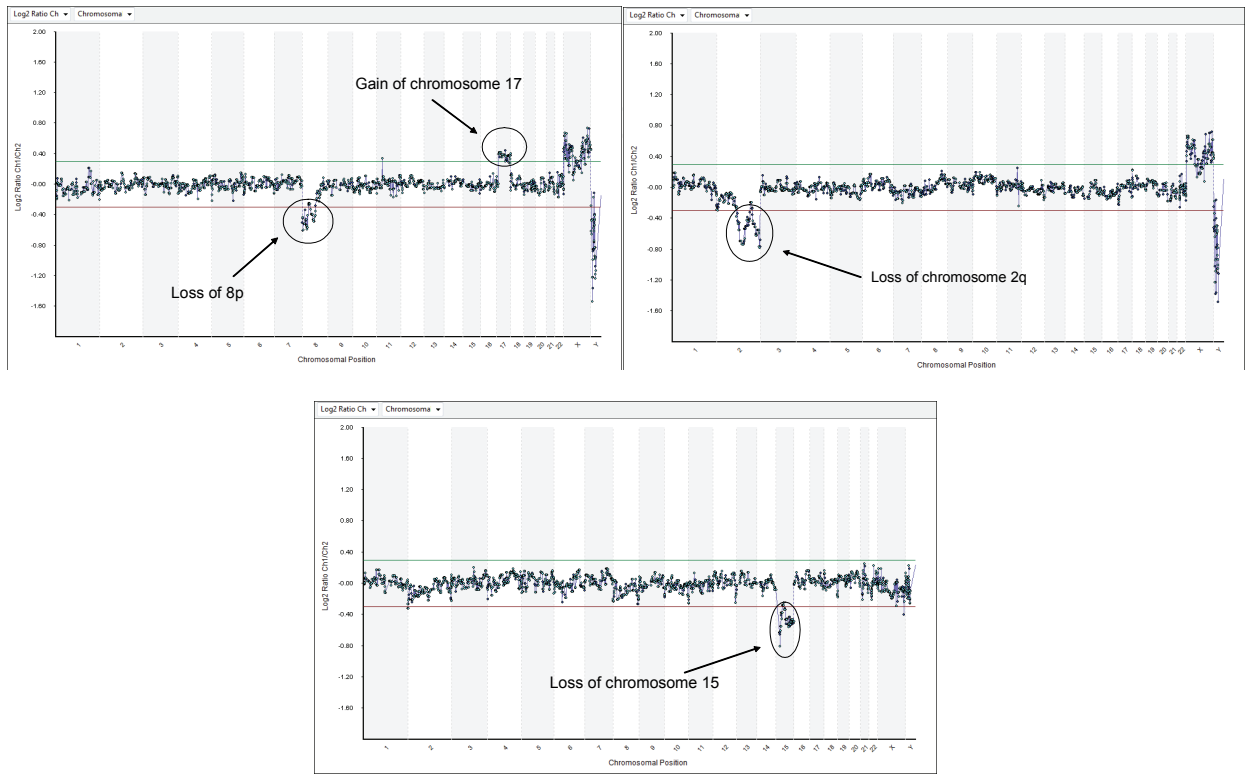 Log2 Ratio Ch Chromosoma
2.00
1.60
1.20
0.80
0.40
-0.00
-0.40
-0.80
-1.20
-1.60
Log2 Ratio Ch1/Ch2
Gain of chromosome 17
Loss of 8p
1 2 3 4 5 6 7 8 9 10 11 12 13 14 15 16 17 18 19 20 21 22 X Y
Chromosomal Position
Log2 Ratio Ch Chromosoma
2.00
1.60
1.20
0.80
0.40
-0.00
-0.40
-0.80
-1.20
-1.60
Log2 Ratio Ch1/Ch2
Loss of chromosome 2q
1 2 3 4 5 6 7 8 9 10 11 12 13 14 15 16 17 18 19 20 21 22 X Y
Chromosomal Position
Log2 Ratio Ch Chromosoma
2.00
1.60
1.20
0.80
0.40
-0.00
-0.40
-0.80
-1.20
-1.60
Log2 Ratio Ch1/Ch2
Loss of chromosome 15
1 2 3 4 5 6 7 8 9 10 11 12 13 14 15 16 17 18 19 20 21 22 X Y
Chromosomal Position